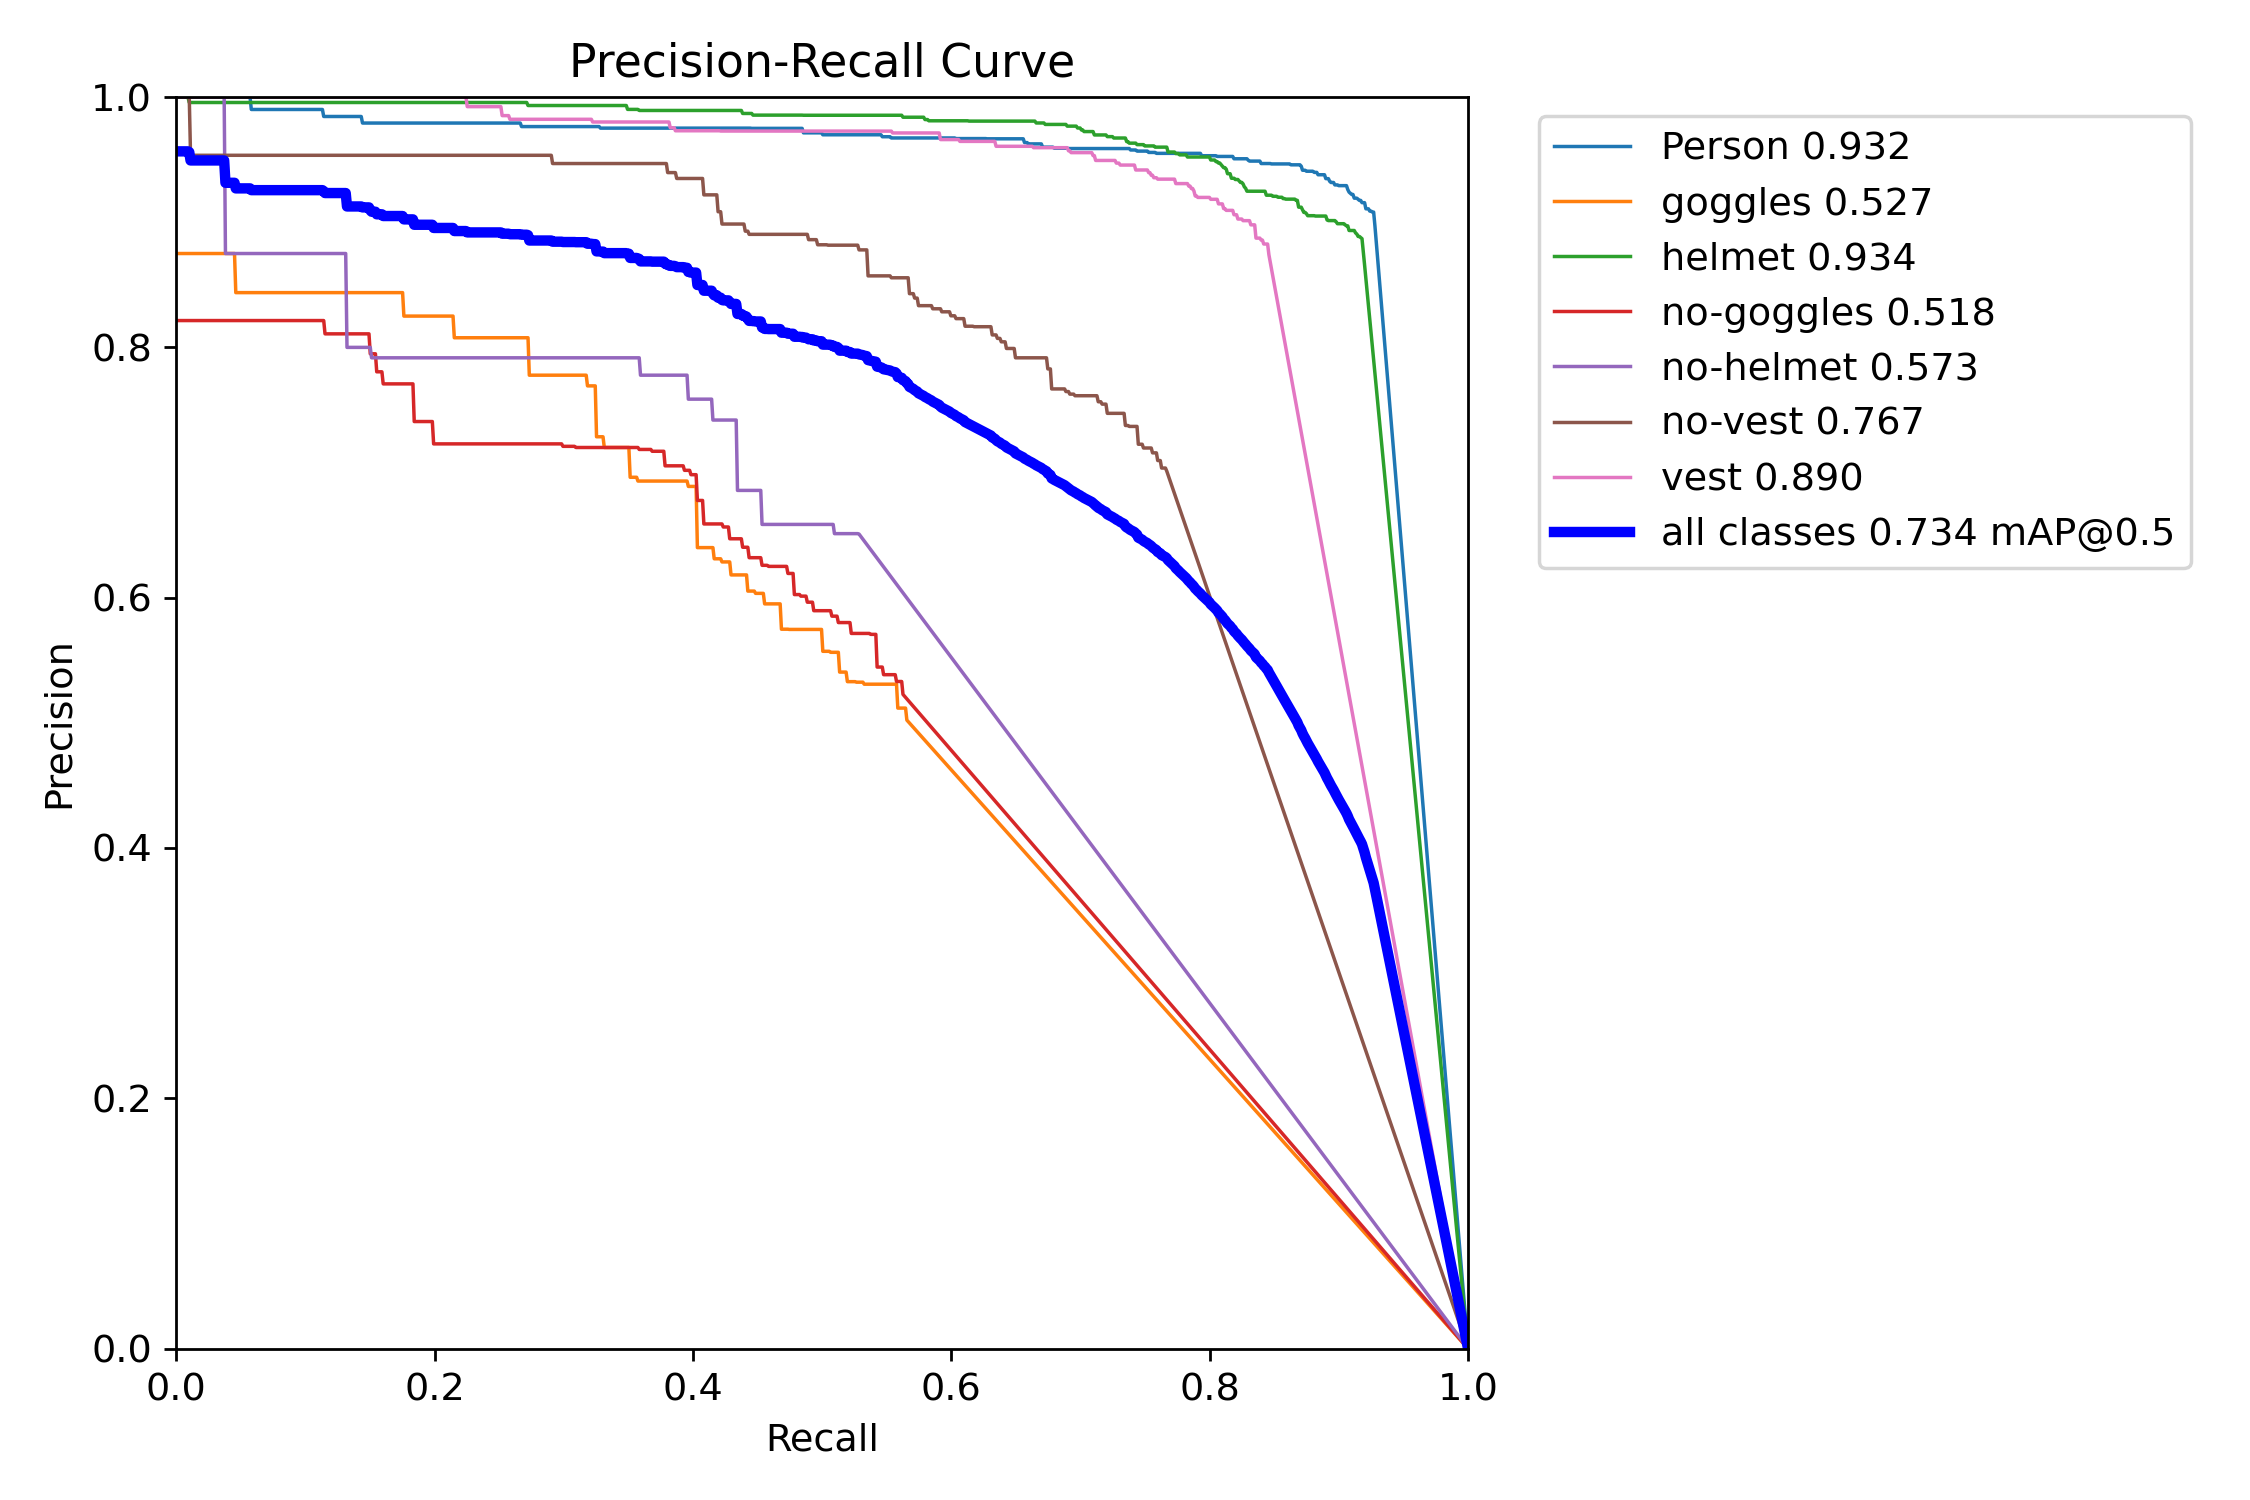 Precision-Recall Curve
1.0
0.8
0.6
0.4
0.2
0.0
Precision
0.0 0.2 0.4 0.6 0.8 1.0
Recall
Person 0.932
goggles 0.527
helmet 0.934
no-goggles 0.518
no-helmet 0.573
no-vest 0.767
vest 0.890
all classes 0.734 mAP@0.5